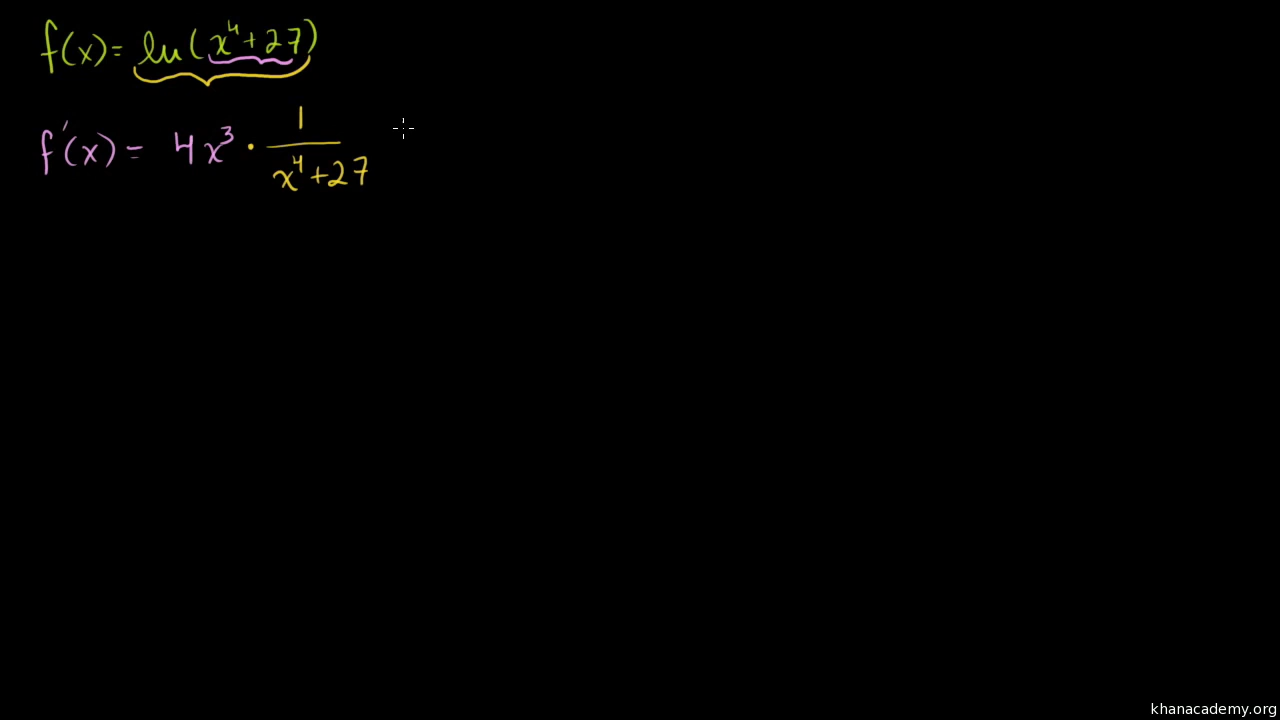 f(x) = ln(x⁴+27)
f'(x) = 4x³ · 1/(x⁴+27)
khanacademy.org